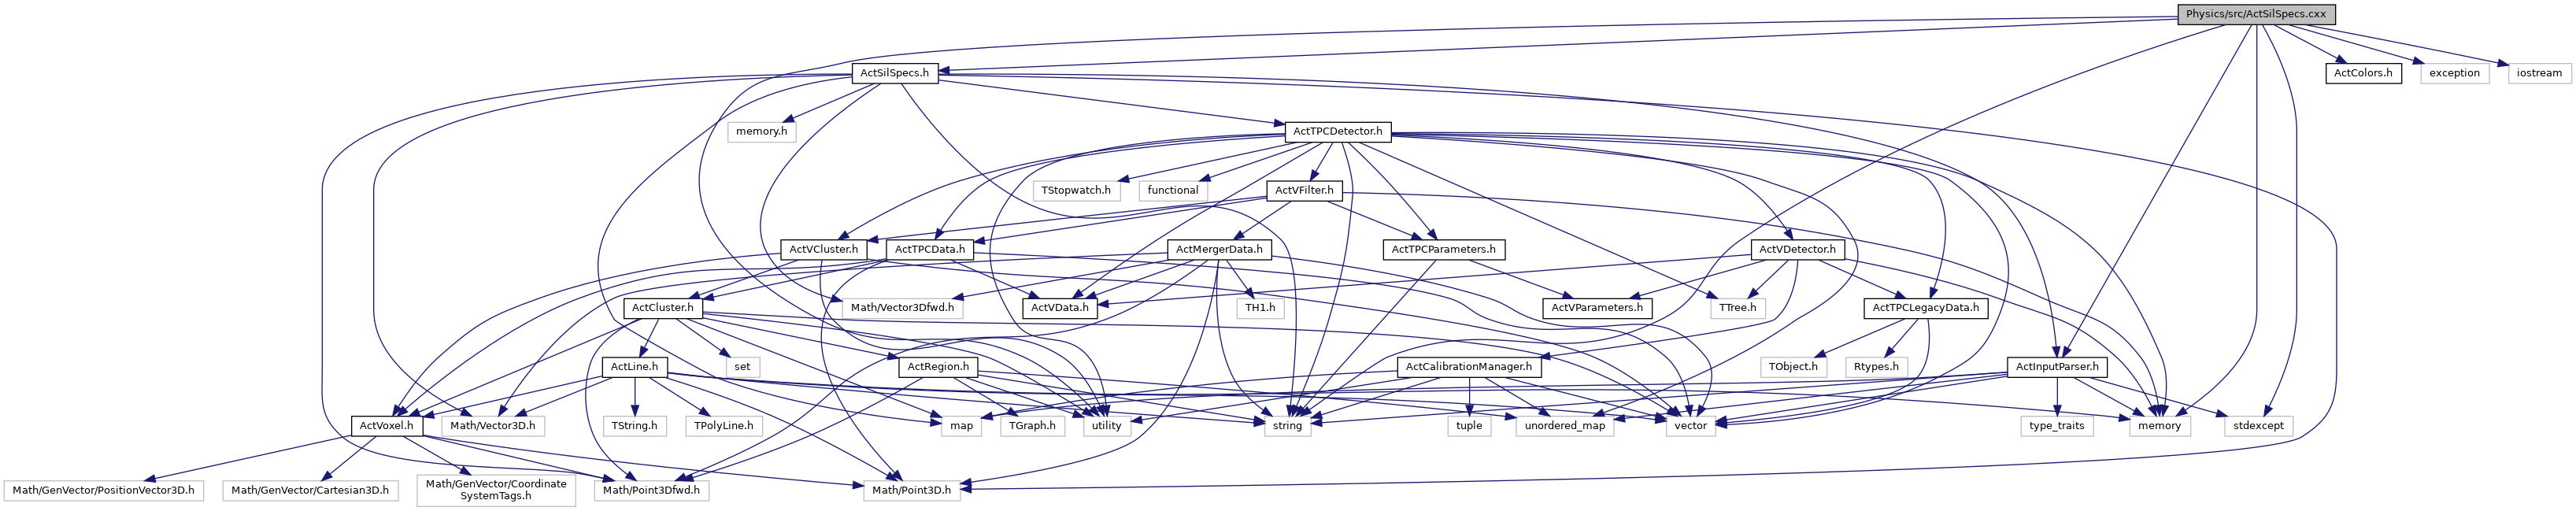 Physics/src/ActSilSpecs.cxx
ActSilSpecs.h
ActColors.h
exception
iostream
memory.h
ActTPCDetector.h
TStopwatch.h
functional
ActVFilter.h
ActVCluster.h
ActTPCData.h
ActMergerData.h
ActTPCParameters.h
ActVDetector.h
ActCluster.h
Math/Vector3Dfwd.h
ActVData.h
TH1.h
ActVParameters.h
TTree.h
ActTPCLegacyData.h
ActLine.h
set
ActRegion.h
ActCalibrationManager.h
TObject.h
Rtypes.h
ActInputParser.h
ActVoxel.h
Math/Vector3D.h
TString.h
TPolyLine.h
map
TGraph.h
utility
string
tuple
unordered_map
vector
type_traits
memory
stdexcept
Math/GenVector/PositionVector3D.h
Math/GenVector/Cartesian3D.h
Math/GenVector/Coordinate
SystemTags.h
Math/Point3Dfwd.h
Math/Point3D.h